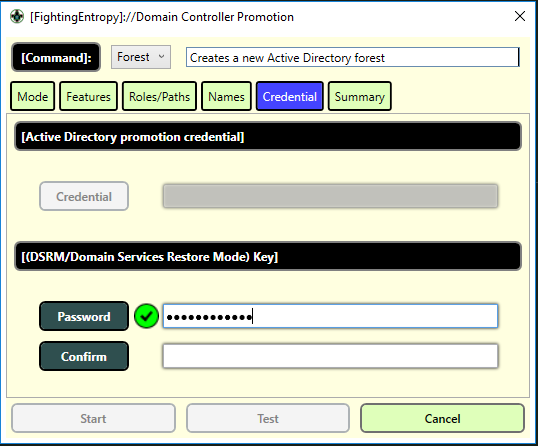 [FightingEntropy]://Domain Controller Promotion
[Command]: Forest Creates a new Active Directory forest
Mode Features Roles/Paths Names Credential Summary
[Active Directory promotion credential]
Credential
[(DSRM/Domain Services Restore Mode) Key]
Password ●●●●●●●●●●●●
Confirm
Start Test Cancel